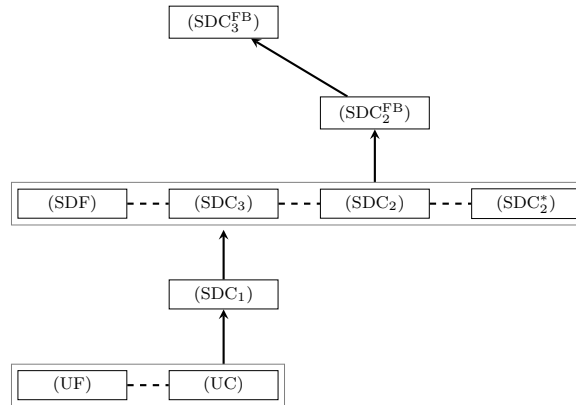 (SDC₃^FB)
(SDC₂^FB)
(SDF) (SDC₃) (SDC₂) (SDC₂*)
(SDC₁)
(UF) (UC)